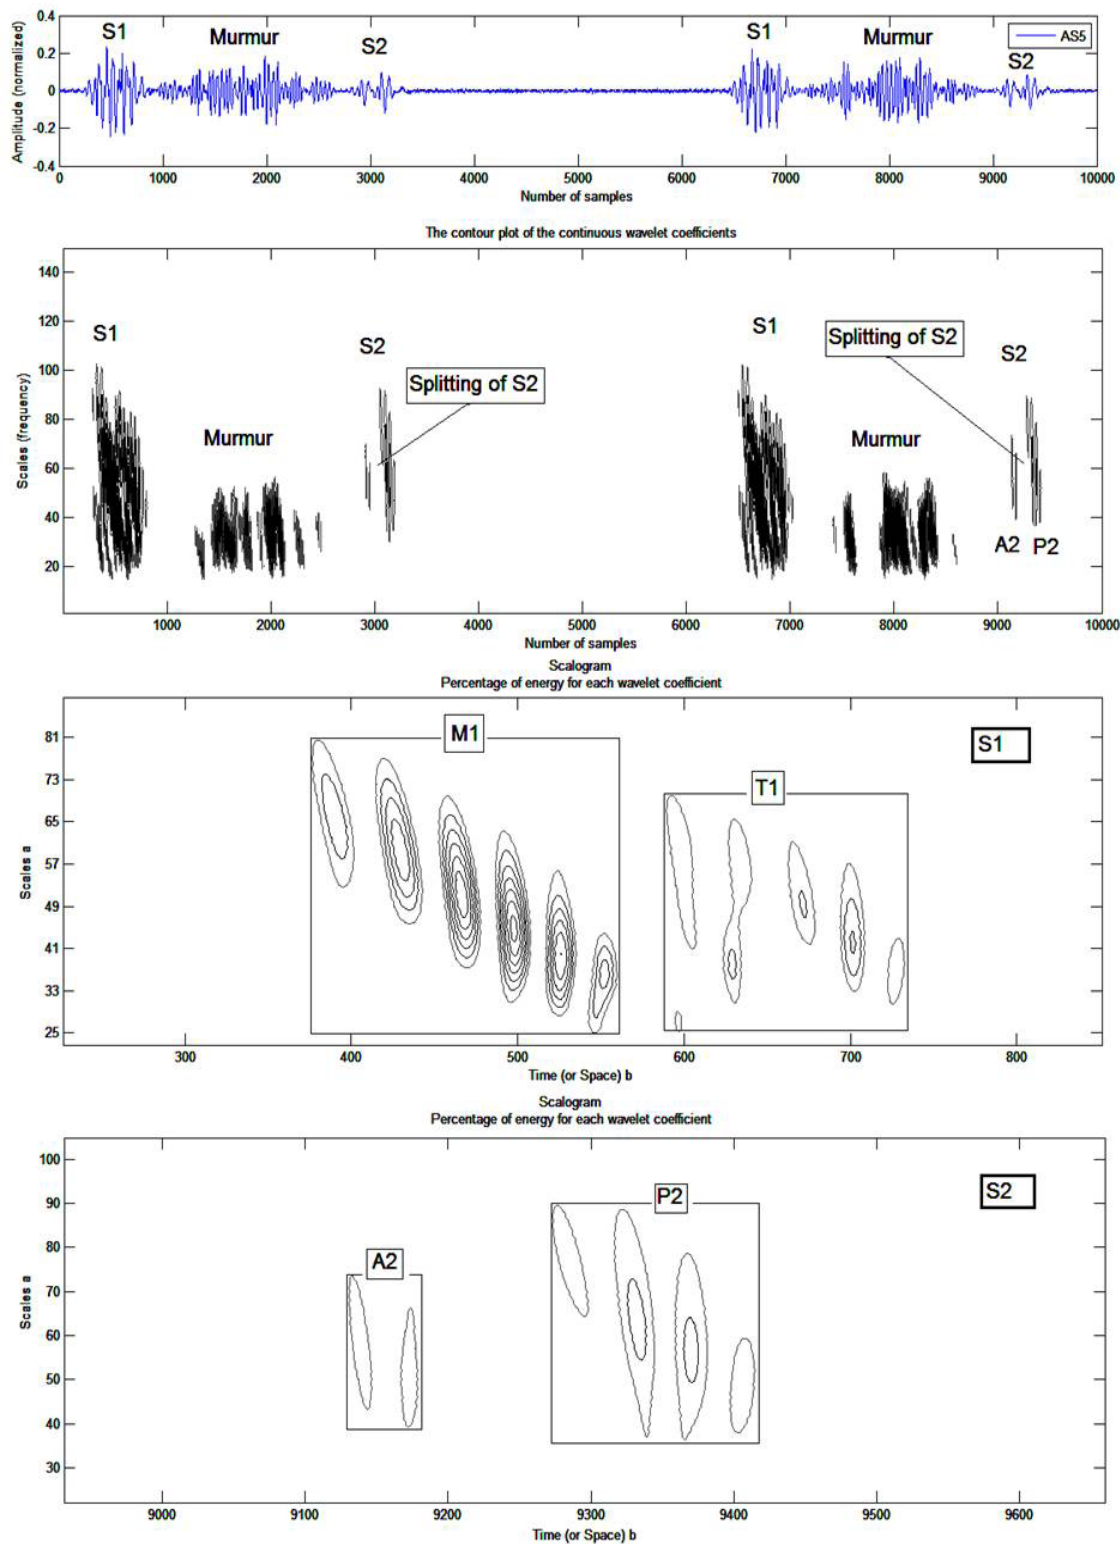 S1
Murmur
S2
S1
Murmur
S2
AS5
Amplitude (normalized)
0.4
0.2
0
-0.2
-0.4
0 1000 2000 3000 4000 5000 6000 7000 8000 9000 10000
Number of samples
The contour plot of the continuous wavelet coefficients
Scales (frequency)
140
120
100
80
60
40
20
S1
Murmur
S2
Splitting of S2
S1
Murmur
Splitting of S2
S2
A2 P2
1000 2000 3000 4000 5000 6000 7000 8000 9000 10000
Number of samples
Scalogram
Percentage of energy for each wavelet coefficient
Scales a
81
73
65
57
49
41
33
25
M1
T1
S1
300 400 500 600 700 800
Time (or Space) b
Scalogram
Percentage of energy for each wavelet coefficient
Scales a
100
90
80
70
60
50
40
30
A2
P2
S2
9000 9100 9200 9300 9400 9500 9600
Time (or Space) b